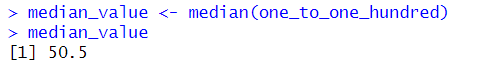 > median_value <- median(one_to_one_hundred)
> median_value
[1] 50.5